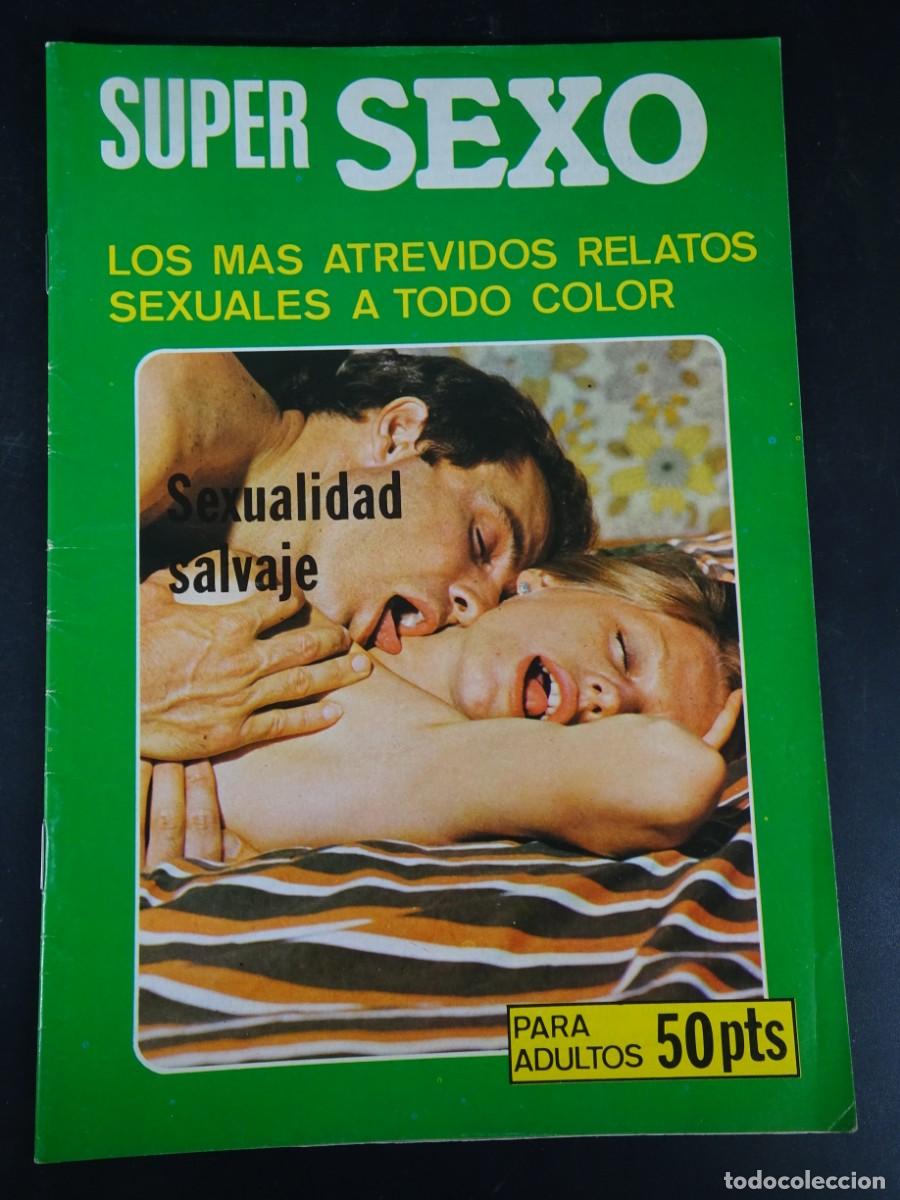 SUPER SEXO
LOS MAS ATREVIDOS RELATOS
SEXUALES A TODO COLOR
Sexualidad
salvaje
PARA
ADULTOS 50pts
todocoleccion